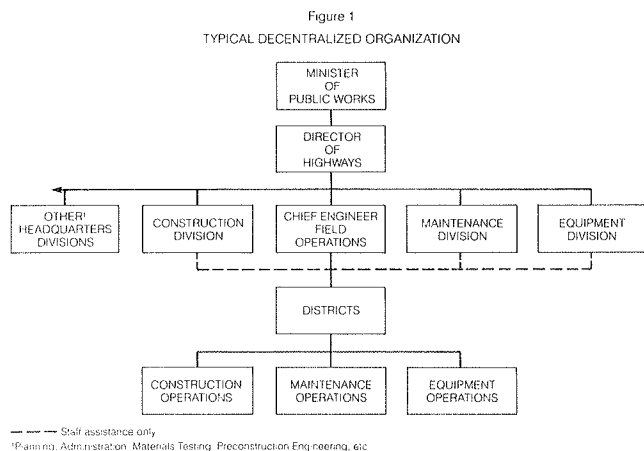 Figure 1
TYPICAL DECENTRALIZED ORGANIZATION
MINISTER
OF
PUBLIC WORKS
DIRECTOR
OF
HIGHWAYS
OTHER¹
HEADQUARTERS
DIVISIONS
CONSTRUCTION
DIVISION
CHIEF ENGINEER
FIELD
OPERATIONS
MAINTENANCE
DIVISION
EQUIPMENT
DIVISION
DISTRICTS
CONSTRUCTION
OPERATIONS
MAINTENANCE
OPERATIONS
EQUIPMENT
OPERATIONS
Staff assistance only
¹Planning, Administration, Materials Testing, Preconstruction Engineering, etc